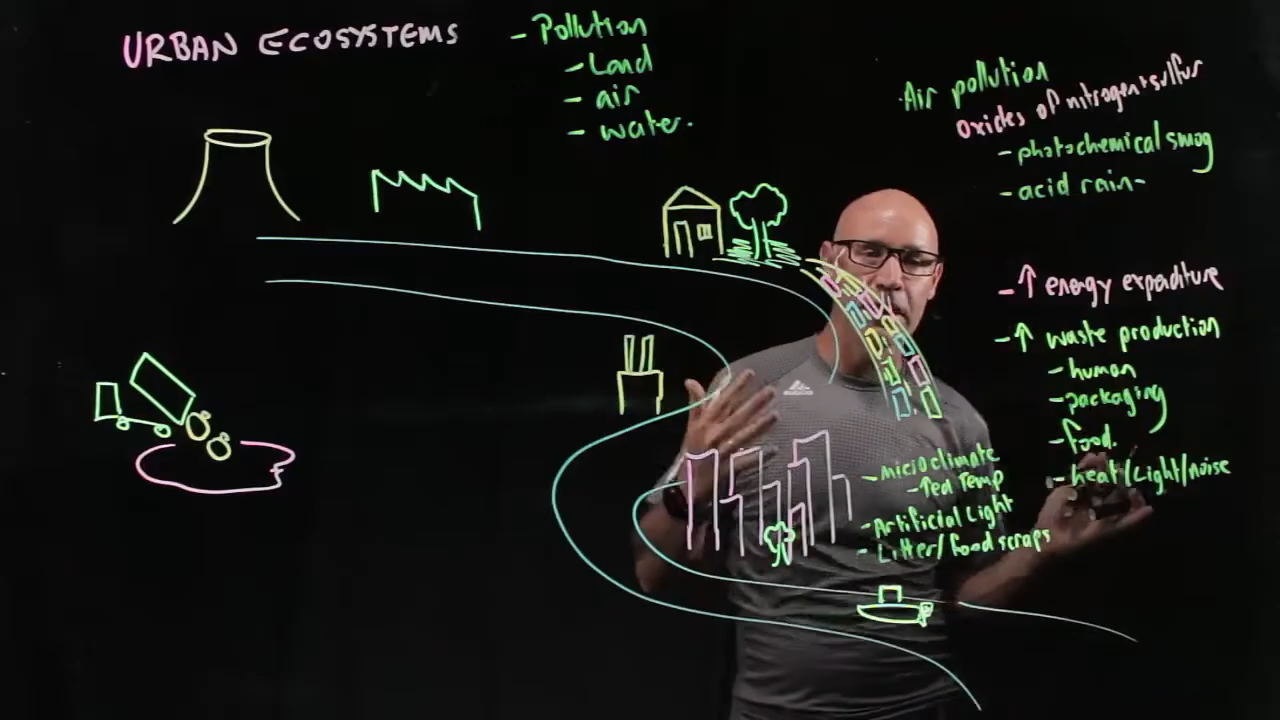 URBAN ECOSYSTEMS
- Pollution
- Land
- air
- water.
Air pollution
oxides of nitrogen + sulfur
- photochemical smog
- acid rain
- ↑ energy expenditure
- ↑ waste production
- human
- packaging
- food.
- heat/Light/noise
- microclimate
- ↑ed Temp
- Artificial Light
- Litter/food scraps